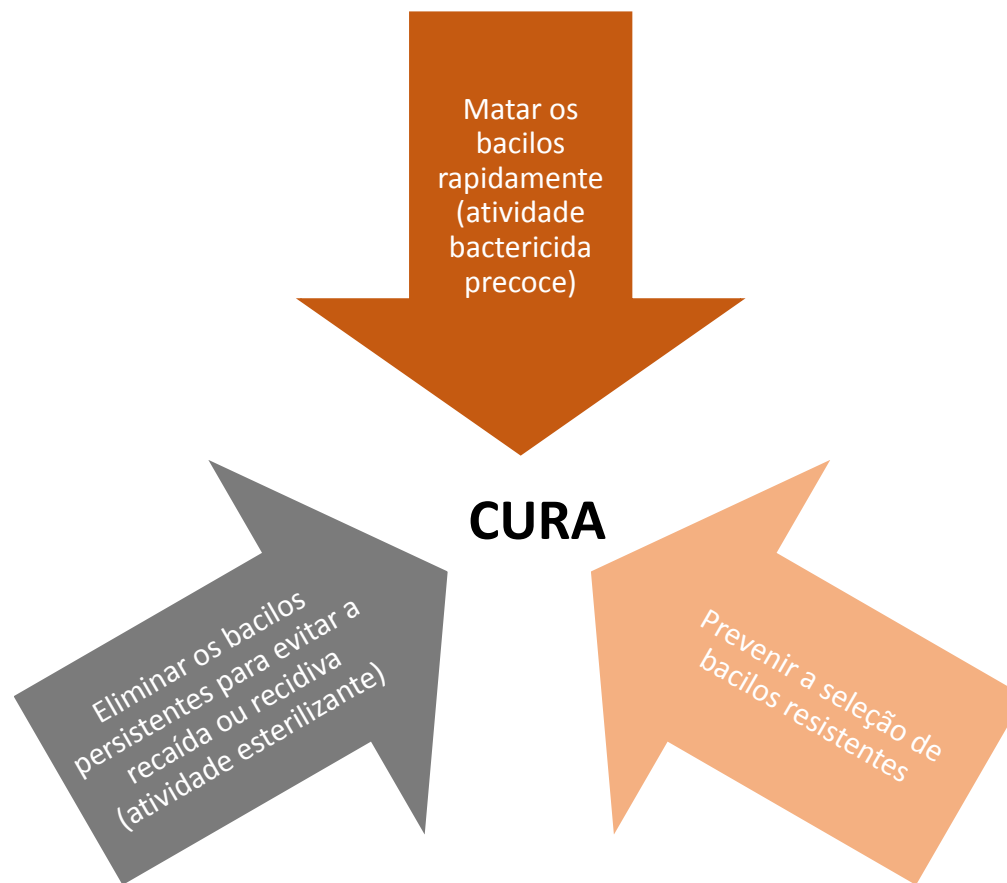 Matar os
bacilos
rapidamente
(atividade
bactericida
precoce)
CURA
Eliminar os bacilos
persistentes para evitar a
recaída ou recidiva
(atividade esterilizante)
Prevenir a seleção de
bacilos resistentes